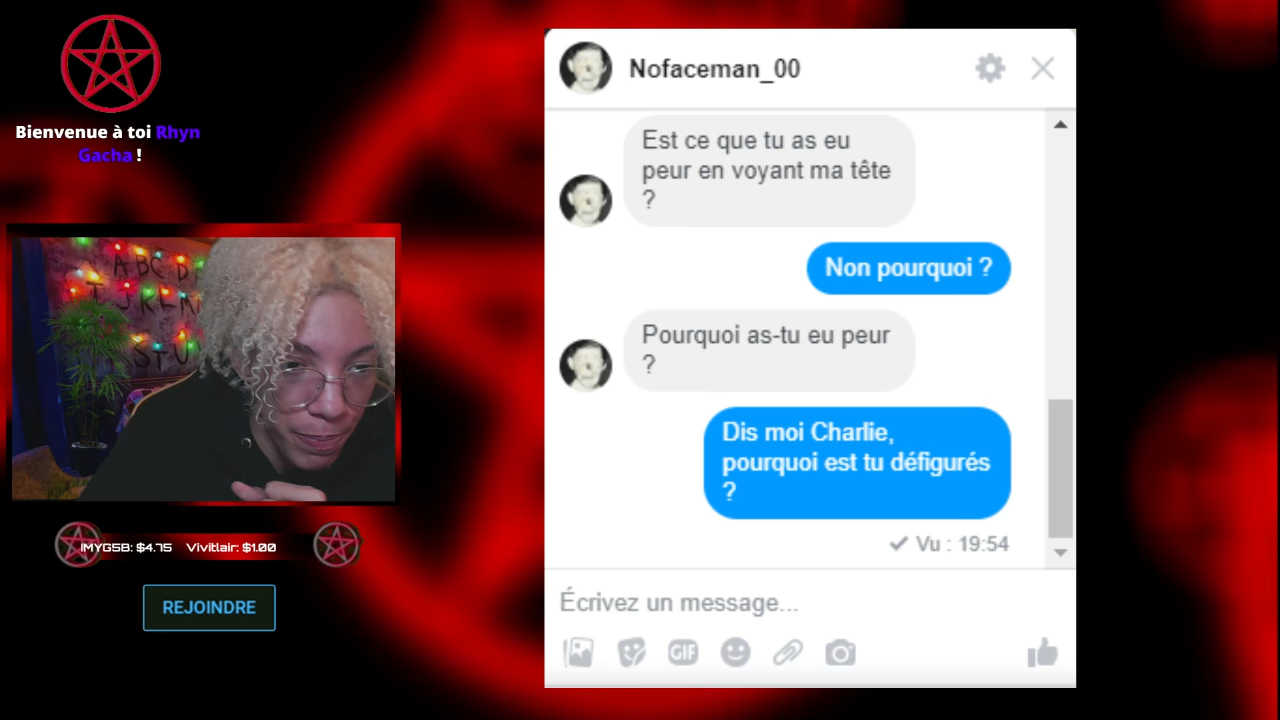 Bienvenue à toi Rhyn
Gacha !
A B C D
I J K L M
S T U
IMYG5B: $4.75 Vivitlair: $1.00
REJOINDRE
Nofaceman_00
Est ce que tu as eu
peur en voyant ma tête
?
Non pourquoi ?
Pourquoi as-tu eu peur
?
Dis moi Charlie,
pourquoi est tu défigurés
?
Vu : 19:54
Écrivez un message...
GIF